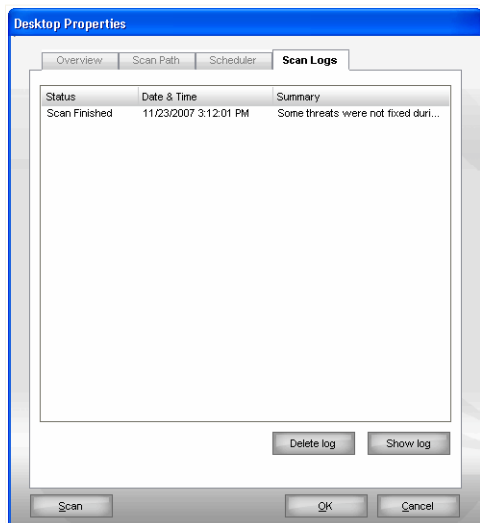 Desktop Properties
Overview Scan Path Scheduler Scan Logs
Status Date & Time Summary
Scan Finished 11/23/2007 3:12:01 PM Some threats were not fixed duri...
Delete log Show log
Scan OK Cancel